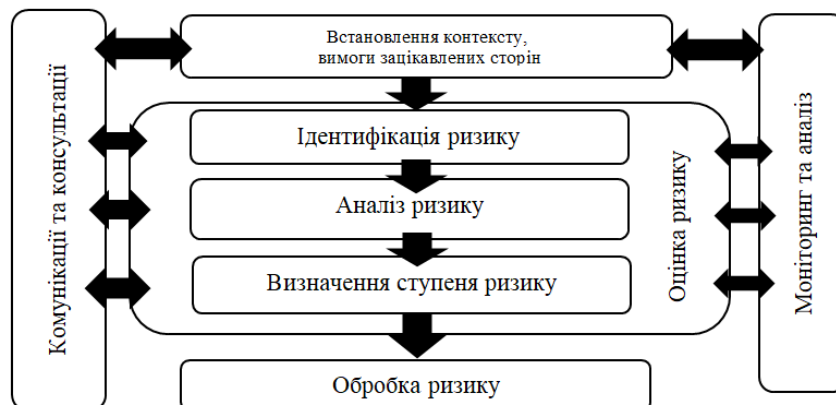 Комунікації та консультації
Встановлення контексту,
вимоги зацікавлених сторін
Ідентифікація ризику
Аналіз ризику
Визначення ступеня ризику
Оцінка ризику
Обробка ризику
Моніторинг та аналіз